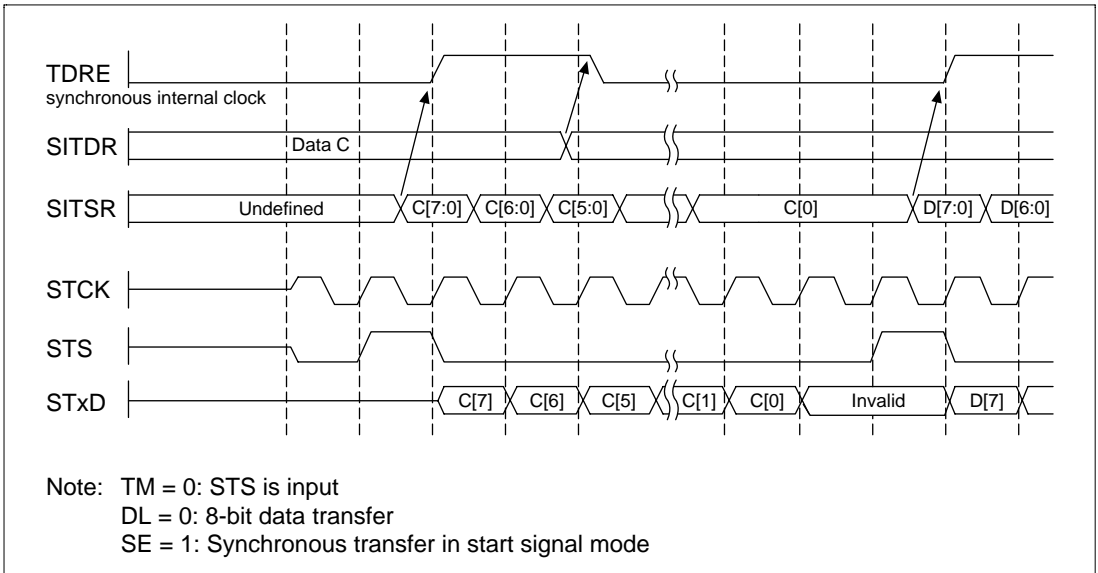 TDRE
synchronous internal clock
SITDR Data C
SITSR Undefined C[7:0] C[6:0] C[5:0] C[0] D[7:0] D[6:0]
STCK
STS
STxD C[7] C[6] C[5] C[1] C[0] Invalid D[7]
Note: TM = 0: STS is input
DL = 0: 8-bit data transfer
SE = 1: Synchronous transfer in start signal mode